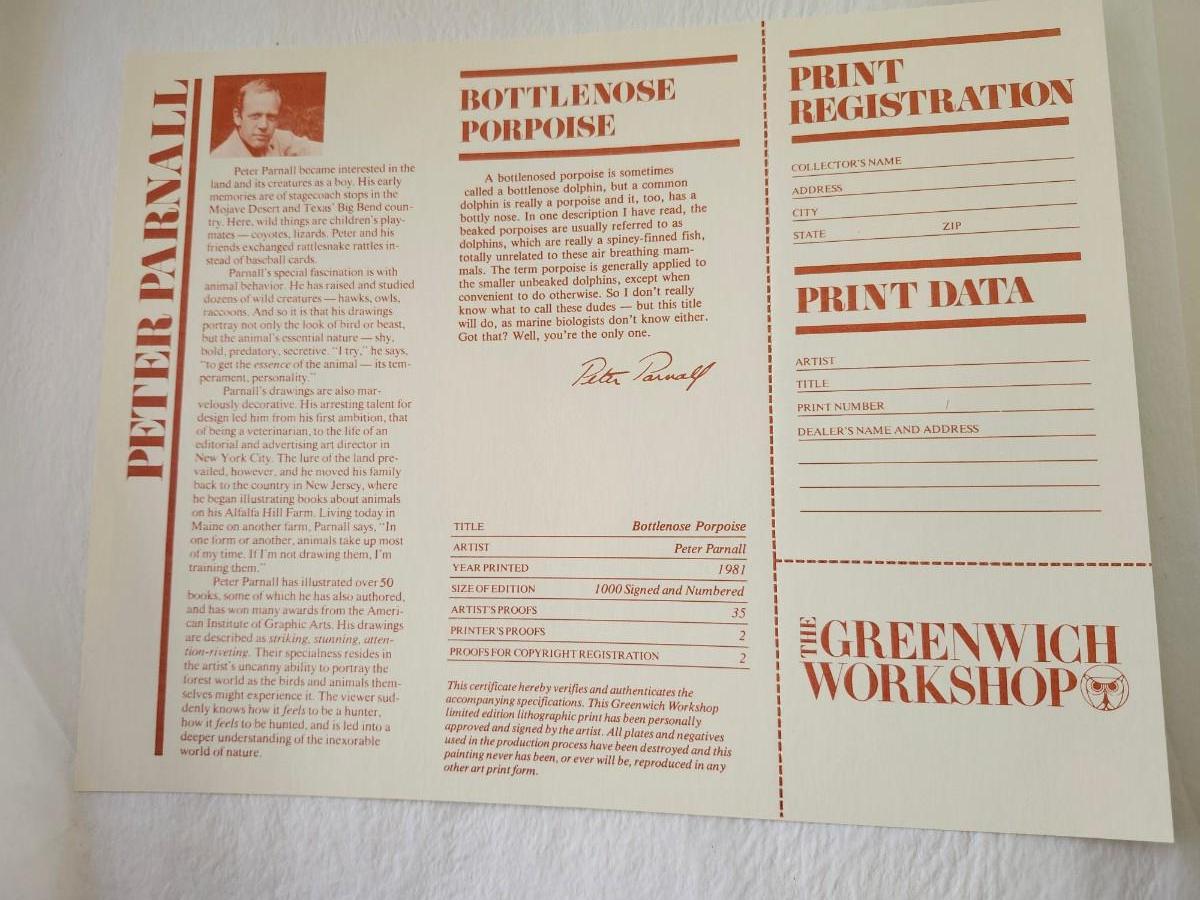 PETER PARNALL
Peter Parnall became interested in the
land and its creatures as a boy. His early
memories are of stagecoach stops in the
Mojave Desert and Texas' Big Bend coun-
try. Here, wild things are children's play-
mates — coyotes, lizards. Peter and his
friends exchanged rattlesnake rattles in-
stead of baseball cards.
Parnall's special fascination is with
animal behavior. He has raised and studied
dozens of wild creatures — hawks, owls,
raccoons. And so it is that his drawings
portray not only the look of bird or beast,
but the animal's essential nature — shy,
bold, predatory, secretive. "I try," he says,
"to get the essence of the animal — its tem-
perament, personality."
Parnall's drawings are also mar-
velously decorative. His arresting talent for
design led him from his first ambition, that
of being a veterinarian, to the life of an
editorial and advertising art director in
New York City. The lure of the land pre-
vailed, however, and he moved his family
back to the country in New Jersey, where
he began illustrating books about animals
on his Alfalfa Hill Farm. Living today in
Maine on another farm, Parnall says, "In
one form or another, animals take up most
of my time. If I'm not drawing them, I'm
training them."
Peter Parnall has illustrated over 50
books, some of which he has also authored,
and has won many awards from the Ameri-
can Institute of Graphic Arts. His drawings
are described as striking, stunning, atten-
tion-riveting. Their specialness resides in
the artist's uncanny ability to portray the
forest world as the birds and animals them-
selves might experience it. The viewer sud-
denly knows how it feels to be a hunter,
how it feels to be hunted, and is led into a
deeper understanding of the inexorable
world of nature.
BOTTLENOSE
PORPOISE
A bottlenosed porpoise is sometimes
called a bottlenose dolphin, but a common
dolphin is really a porpoise and it, too, has a
bottly nose. In one description I have read, the
beaked porpoises are usually referred to as
dolphins, which are really a spiney-finned fish,
totally unrelated to these air breathing mam-
mals. The term porpoise is generally applied to
the smaller unbeaked dolphins, except when
convenient to do otherwise. So I don't really
know what to call these dudes — but this title
will do, as marine biologists don't know either.
Got that? Well, you're the only one.
Peter Parnall
TITLE Bottlenose Porpoise
ARTIST Peter Parnall
YEAR PRINTED 1981
SIZE OF EDITION 1000 Signed and Numbered
ARTIST'S PROOFS 35
PRINTER'S PROOFS 2
PROOFS FOR COPYRIGHT REGISTRATION 2
This certificate hereby verifies and authenticates the
accompanying specifications. This Greenwich Workshop
limited edition lithographic print has been personally
approved and signed by the artist. All plates and negatives
used in the production process have been destroyed and this
painting never has been, or ever will be, reproduced in any
other art print form.
PRINT
REGISTRATION
COLLECTOR'S NAME
ADDRESS
CITY
STATE ZIP
PRINT DATA
ARTIST
TITLE
PRINT NUMBER /
DEALER'S NAME AND ADDRESS
THE GREENWICH
WORKSHOP